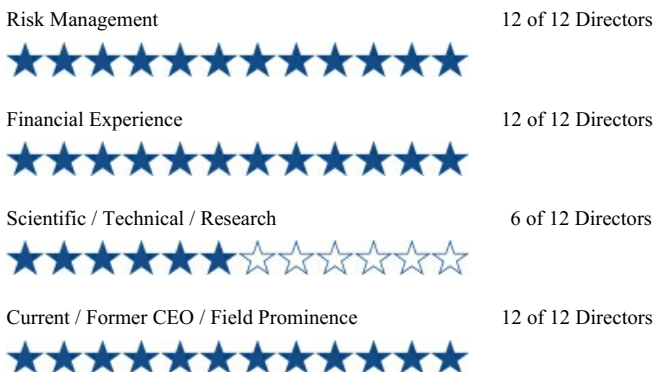 Risk Management 12 of 12 Directors
Financial Experience 12 of 12 Directors
Scientific / Technical / Research 6 of 12 Directors
Current / Former CEO / Field Prominence 12 of 12 Directors